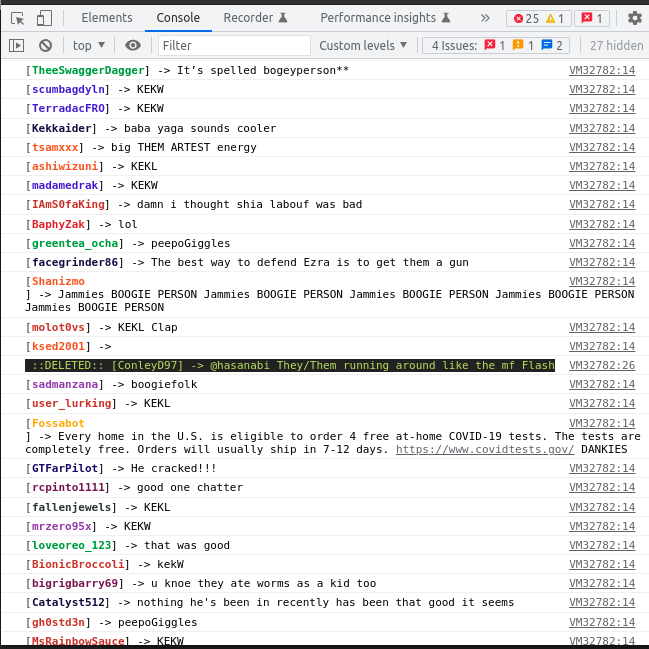 Elements Console Recorder Performance insights » 25 1 1
top Filter Custom levels 4 Issues: 1 1 2 27 hidden
[TheeSwaggerDagger] -> It’s spelled bogeyperson** VM32782:14
[scumbagdyln] -> KEKW VM32782:14
[TerradacFRO] -> KEKW VM32782:14
[Kekkaider] -> baba yaga sounds cooler VM32782:14
[tsamxxx] -> big THEM ARTEST energy VM32782:14
[ashiwizuni] -> KEKL VM32782:14
[madamedrak] -> KEKW VM32782:14
[IAmS0faKing] -> damn i thought shia labouf was bad VM32782:14
[BaphyZak] -> lol VM32782:14
[greentea_ocha] -> peepoGiggles VM32782:14
[facegrinder86] -> The best way to defend Ezra is to get them a gun VM32782:14
[Shanizmo VM32782:14
] -> Jammies BOOGIE PERSON Jammies BOOGIE PERSON Jammies BOOGIE PERSON Jammies BOOGIE PERSON
Jammies BOOGIE PERSON
[molot0vs] -> KEKL Clap VM32782:14
[ksed2001] -> VM32782:14
::DELETED:: [ConleyD97] -> @hasanabi They/Them running around like the mf Flash VM32782:26
[sadmanzana] -> boogiefolk VM32782:14
[user_lurking] -> KEKL VM32782:14
[Fossabot VM32782:14
] -> Every home in the U.S. is eligible to order 4 free at-home COVID-19 tests. The tests are
completely free. Orders will usually ship in 7-12 days. https://www.covidtests.gov/ DANKIES
[GTFarPilot] -> He cracked!!! VM32782:14
[rcpinto1111] -> good one chatter VM32782:14
[fallenjewels] -> KEKL VM32782:14
[mrzero95x] -> KEKW VM32782:14
[loveoreo_123] -> that was good VM32782:14
[BionicBroccoli] -> kekW VM32782:14
[bigrigbarry69] -> u knoe they ate worms as a kid too VM32782:14
[Catalyst512] -> nothing he's been in recently has been that good it seems VM32782:14
[gh0std3n] -> peepoGiggles VM32782:14
[MsRainbowSauce] -> KEKW VM32782:14